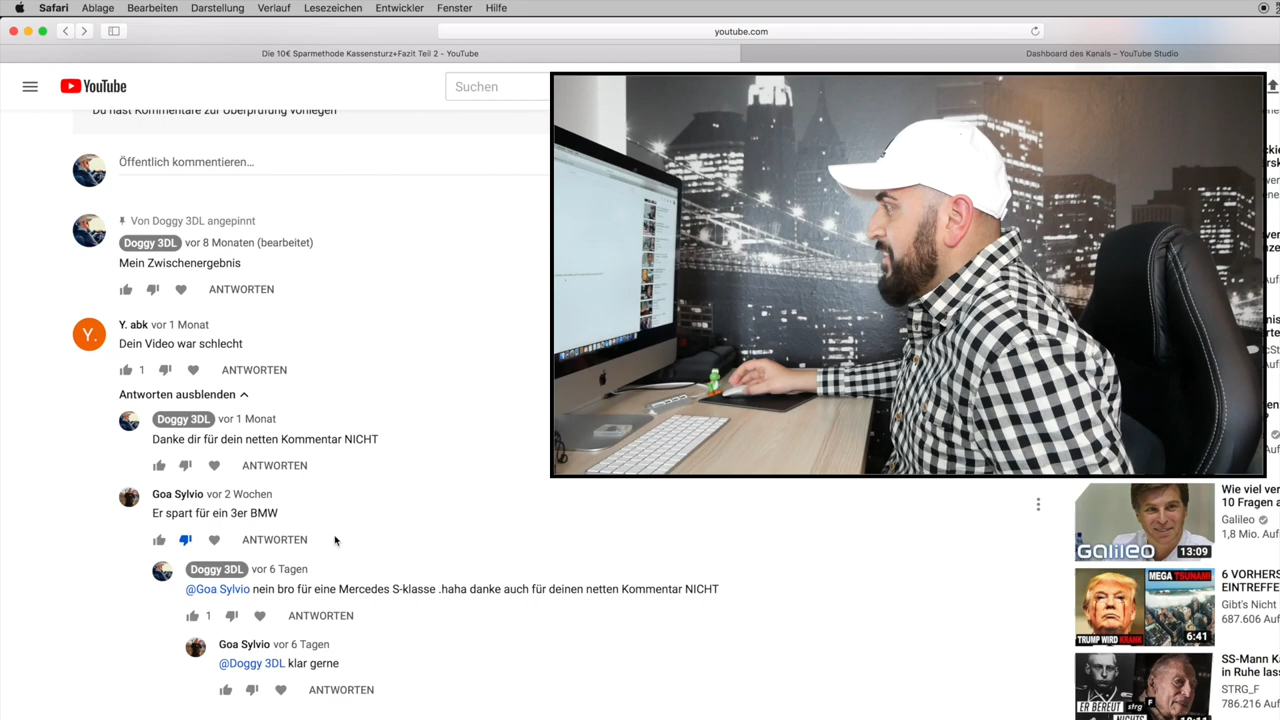 Safari Ablage Bearbeiten Darstellung Verlauf Lesezeichen Entwickler Fenster Hilfe
youtube.com
Die 10€ Sparmethode Kassensturz+Fazit Teil 2 - YouTube
Dashboard des Kanals – YouTube Studio
YouTube
Suchen
Du hast Kommentare zur Überprüfung vorliegen
Öffentlich kommentieren...
Von Doggy 3DL angepinnt
Doggy 3DL vor 8 Monaten (bearbeitet)
Mein Zwischenergebnis
ANTWORTEN
Y.
Y. abk vor 1 Monat
Dein Video war schlecht
1 ANTWORTEN
Antworten ausblenden
Doggy 3DL vor 1 Monat
Danke dir für dein netten Kommentar NICHT
ANTWORTEN
Goa Sylvio vor 2 Wochen
Er spart für ein 3er BMW
ANTWORTEN
Doggy 3DL vor 6 Tagen
@Goa Sylvio nein bro für eine Mercedes S-klasse .haha danke auch für deinen netten Kommentar NICHT
1 ANTWORTEN
Goa Sylvio vor 6 Tagen
@Doggy 3DL klar gerne
ANTWORTEN
GALILEO
13:09
Wie viel ver
10 Fragen a
Galileo
1,8 Mio. Auf
MEGA TSUNAMI
TRUMP WIRD KRANK
6:41
6 VORHERS
EINTREFFE
Gibt's Nicht
687.606 Auf
ER BEREUT
NICHTS
strg F
SS-Mann Ka
in Ruhe lass
STRG_F
786.216 Auf